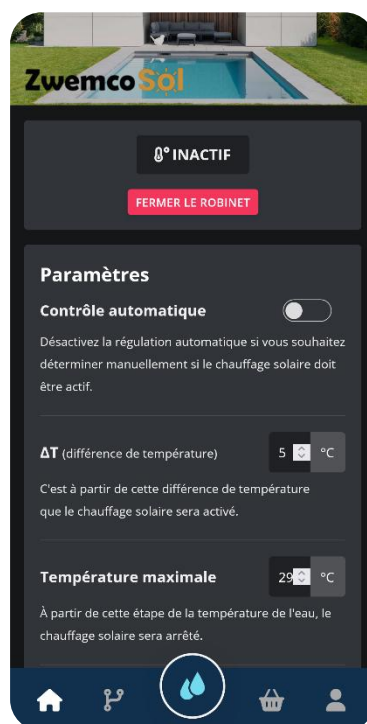 Zwemco Sol
INACTIF
FERMER LE ROBINET
Paramètres
Contrôle automatique
Désactivez la régulation automatique si vous souhaitez
déterminer manuellement si le chauffage solaire doit
être actif.
ΔT (différence de température) 5 °C
C'est à partir de cette différence de température
que le chauffage solaire sera activé.
Température maximale 29 °C
À partir de cette étape de la température de l'eau, le
chauffage solaire sera arrêté.